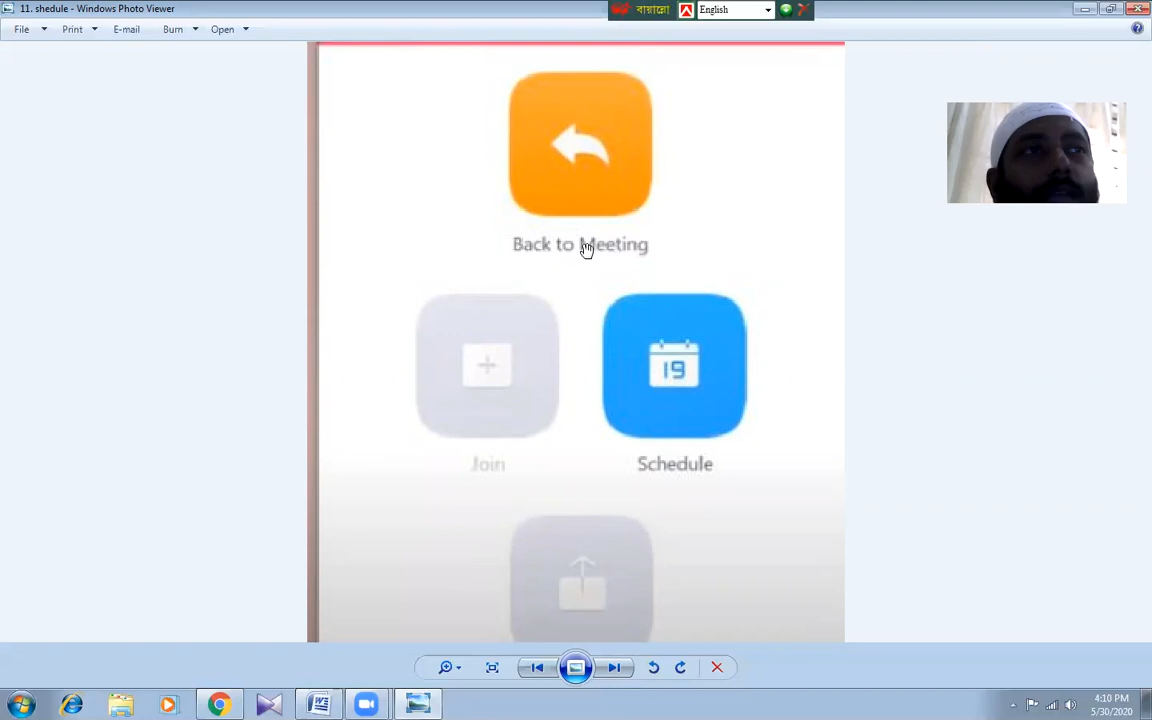 11. shedule - Windows Photo Viewer
বায়ান্নো
English
File
Print
E-mail
Burn
Open
Back to Meeting
19
Join
Schedule
4:10 PM
5/30/2020